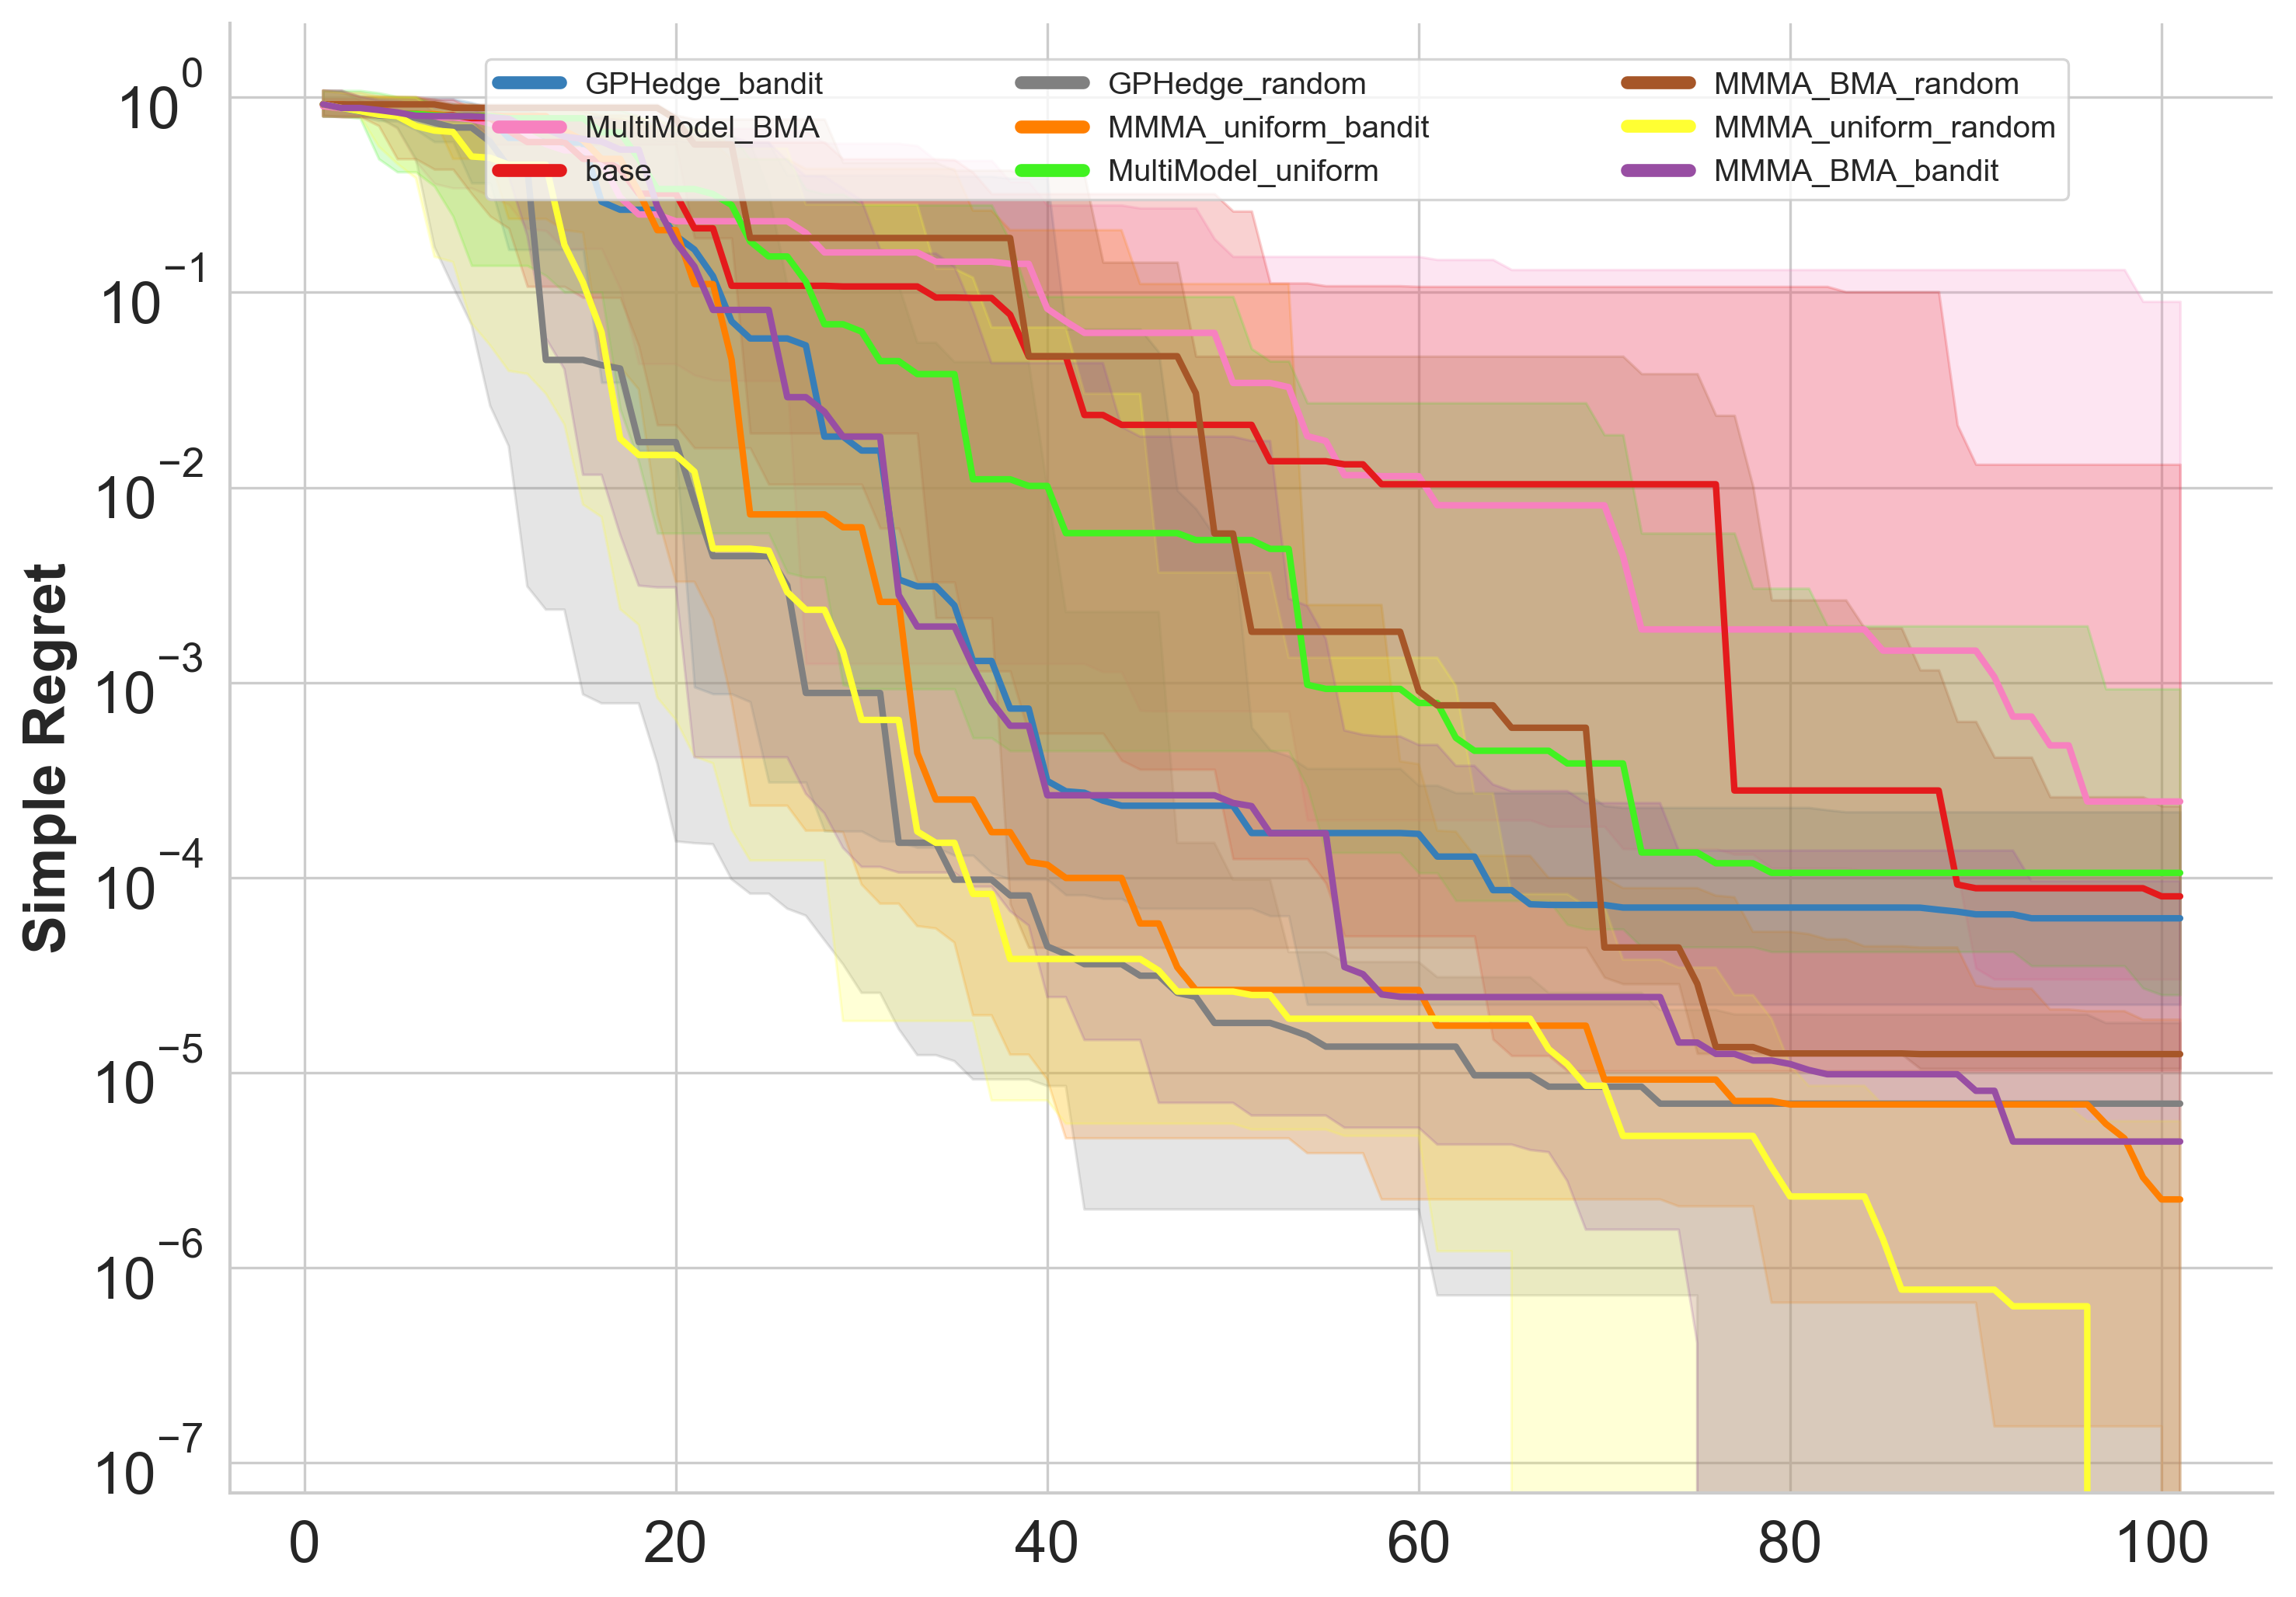 GPHedge_bandit
MultiModel_BMA
base
GPHedge_random
MMMA_uniform_bandit
MultiModel_uniform
MMMA_BMA_random
MMMA_uniform_random
MMMA_BMA_bandit
Simple Regret
10^0
10^−1
10^−2
10^−3
10^−4
10^−5
10^−6
10^−7
0 20 40 60 80 100